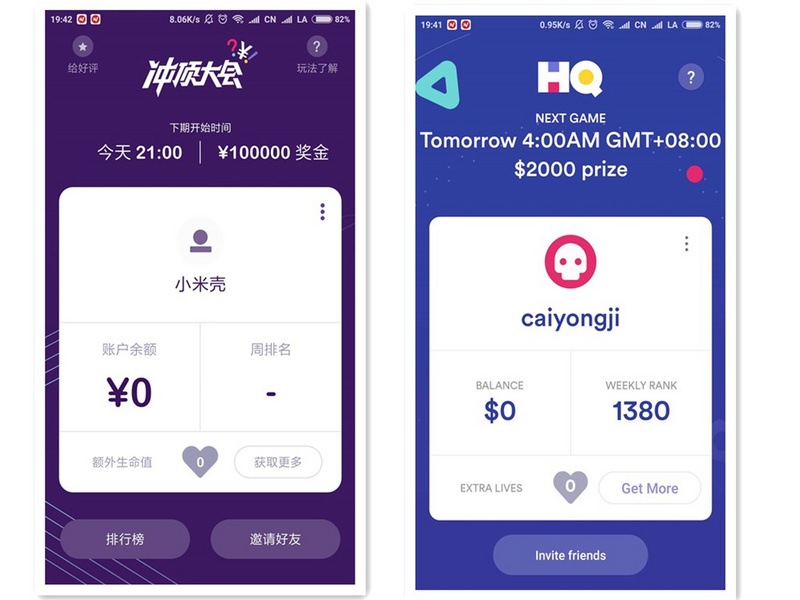 19:42
8.06K/s CN LA 82%
给好评
冲顶大会
?¥
?
玩法了解
下期开始时间
今天 21:00 | ¥100000 奖金
小米壳
账户余额
¥0
周排名
-
额外生命值
0
获取更多
排行榜
邀请好友
19:41
0.95K/s CN LA 82%
HQ
?
NEXT GAME
Tomorrow 4:00AM GMT+08:00
$2000 prize
caiyongji
BALANCE
$0
WEEKLY RANK
1380
EXTRA LIVES
0
Get More
Invite friends